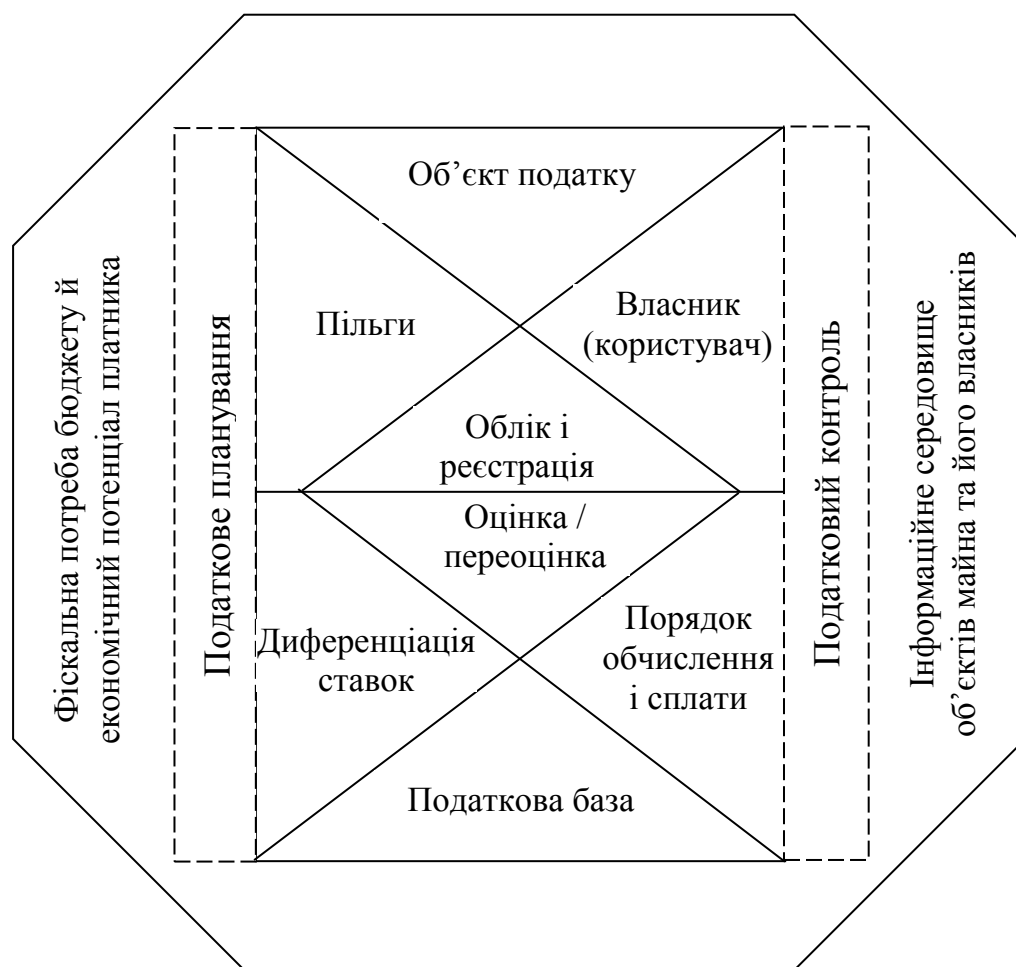 Об’єкт податку
Пільги
Власник
(користувач)
Облік і
реєстрація
Оцінка /
переоцінка
Диференціація
ставок
Порядок
обчислення
і сплати
Податкова база
Фіскальна потреба бюджету й
економічний потенціал платника
Податкове планування
Податковий контроль
Інформаційне середовище
об’єктів майна та його власників